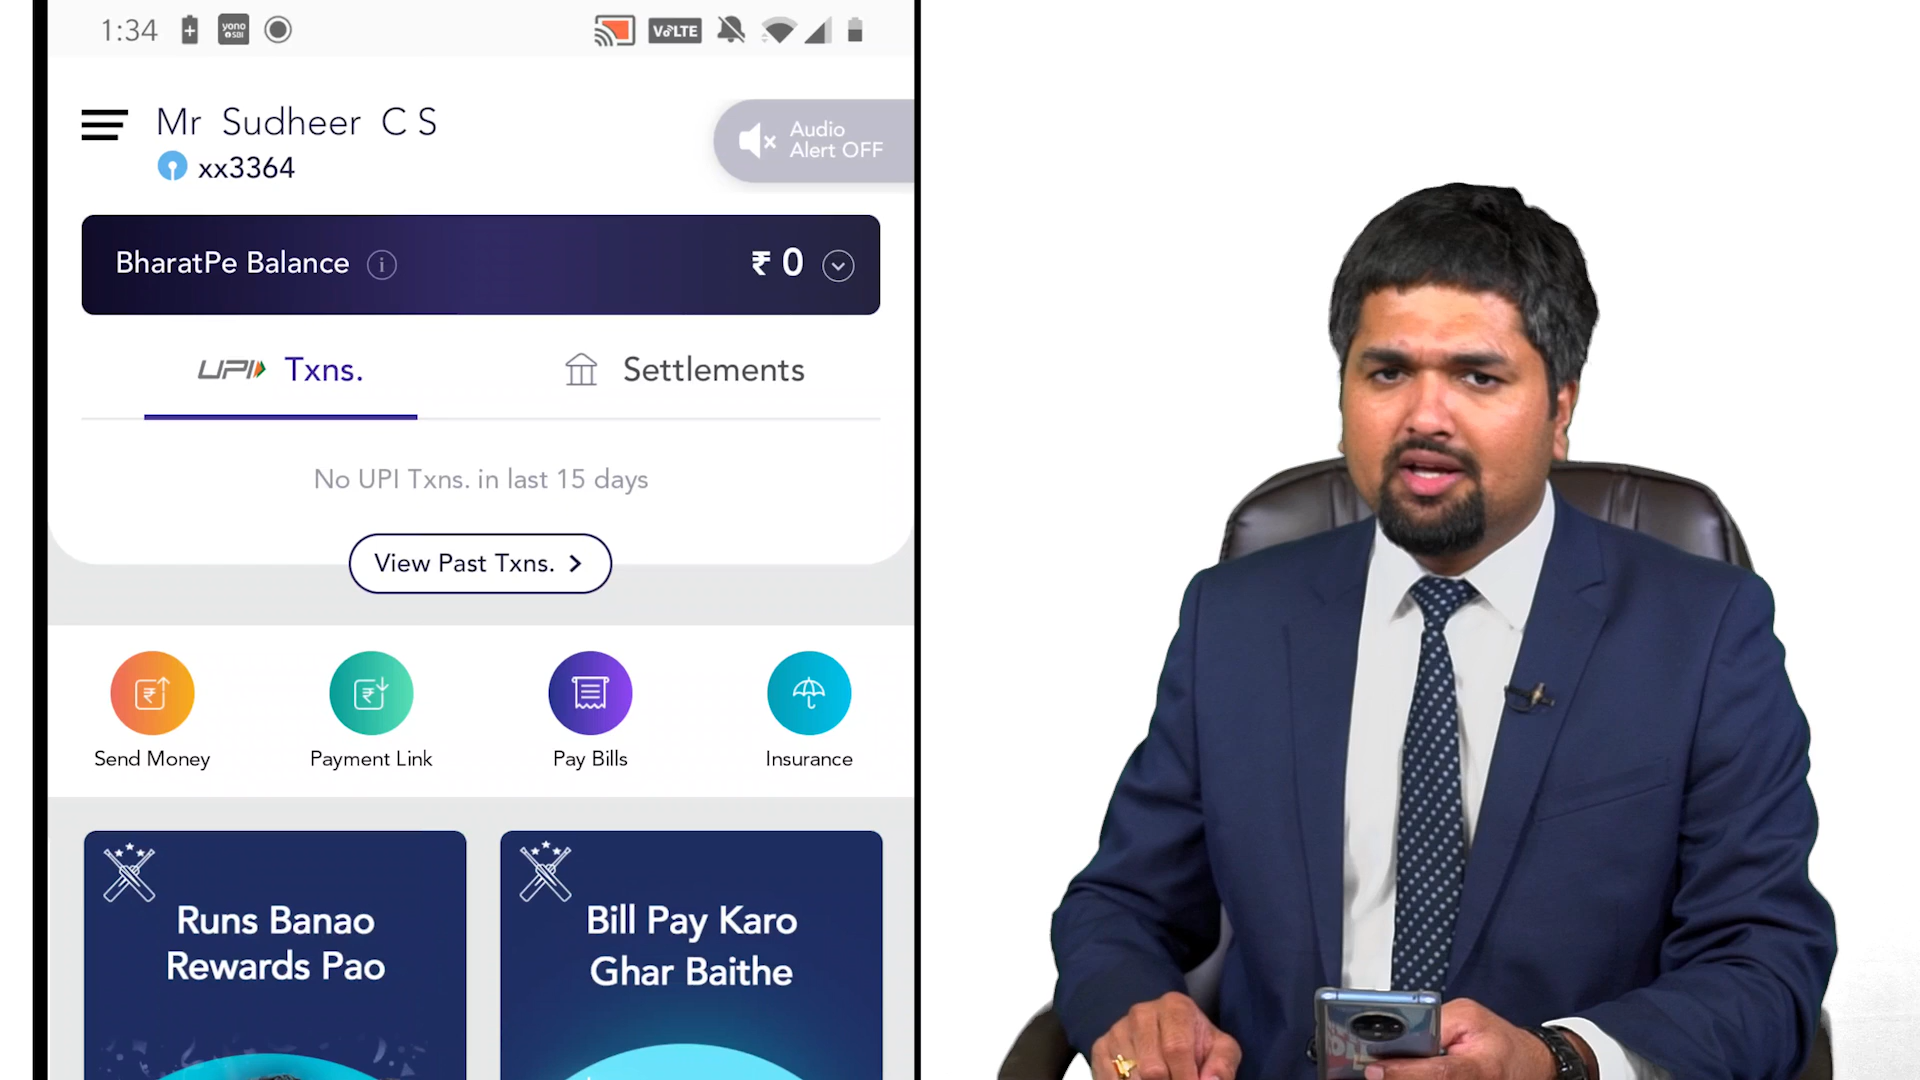 1:34
yono
SBI
VoLTE
Mr Sudheer C S
xx3364
Audio
Alert OFF
BharatPe Balance
₹ 0
UPI Txns.
Settlements
No UPI Txns. in last 15 days
View Past Txns.
Send Money
Payment Link
Pay Bills
Insurance
Runs Banao
Rewards Pao
Bill Pay Karo
Ghar Baithe